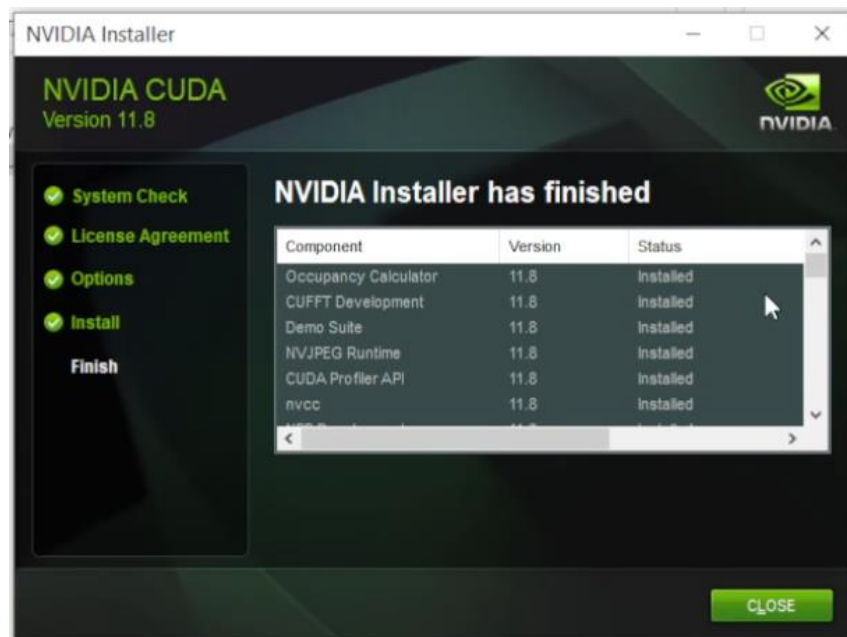 NVIDIA Installer
NVIDIA CUDA
Version 11.8
NVIDIA
System Check
License Agreement
Options
Install
Finish
NVIDIA Installer has finished
Component Version Status
Occupancy Calculator 11.8 Installed
CUFFT Development 11.8 Installed
Demo Suite 11.8 Installed
NVJPEG Runtime 11.8 Installed
CUDA Profiler API 11.8 Installed
nvcc 11.8 Installed
CLOSE